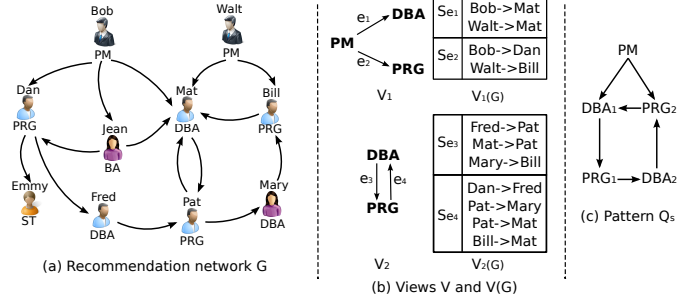 Bob
PM
Walt
PM
Dan
PRG
Mat
DBA
Bill
PRG
Jean
BA
Emmy
ST
Fred
DBA
Pat
PRG
Mary
DBA
(a) Recommendation network G
PM
e₁
DBA
e₂
PRG
V₁
Se₁
Bob->Mat
Walt->Mat
Se₂
Bob->Dan
Walt->Bill
V₁(G)
DBA
e₃
e₄
PRG
V₂
Se₃
Fred->Pat
Mat->Pat
Mary->Bill
Se₄
Dan->Fred
Pat->Mary
Pat->Mat
Bill->Mat
V₂(G)
(b) Views V and V(G)
PM
DBA₁
PRG₂
PRG₁
DBA₂
(c) Pattern Qₛ